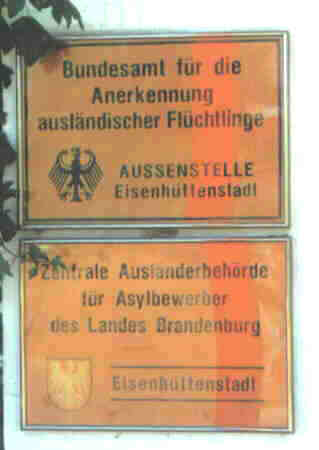 Bundesamt für die
Anerkennung
ausländischer Flüchtlinge
AUSSENSTELLE
Eisenhüttenstadt
Zentrale Ausländerbehörde
für Asylbewerber
des Landes Brandenburg
Eisenhüttenstadt